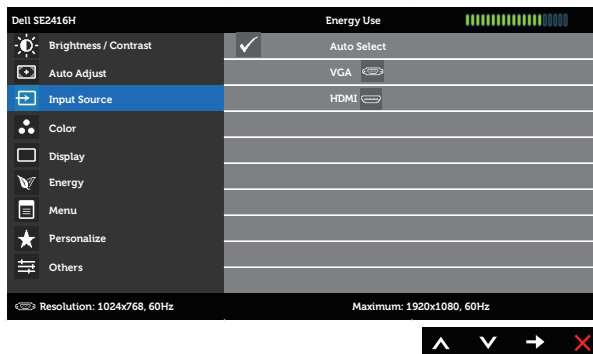 Dell SE2416H Energy Use
Brightness / Contrast Auto Select
Auto Adjust VGA
Input Source HDMI
Color
Display
Energy
Menu
Personalize
Others
Resolution: 1024x768, 60Hz Maximum: 1920x1080, 60Hz